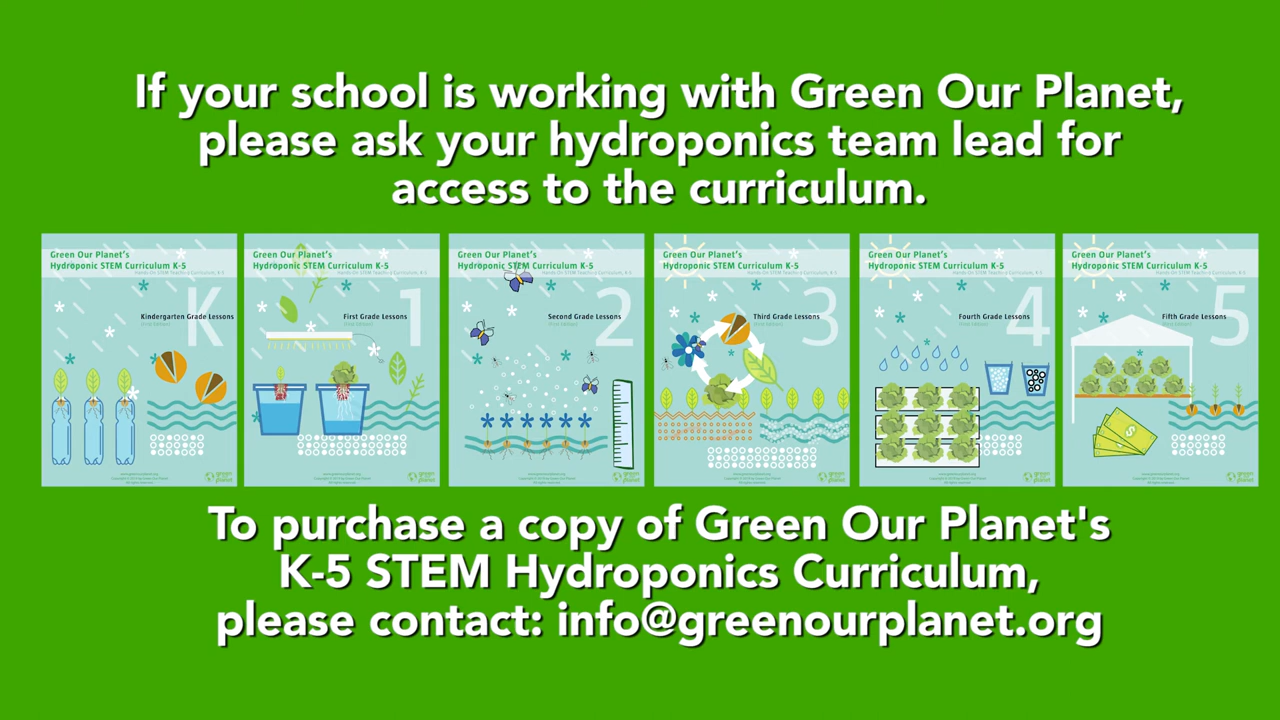 If your school is working with Green Our Planet,
please ask your hydroponics team lead for
access to the curriculum.
Green Our Planet's
Hydroponic STEM Curriculum K-5
K
Kindergarten Grade Lessons
Green Our Planet's
Hydroponic STEM Curriculum K-5
1
First Grade Lessons
Green Our Planet's
Hydroponic STEM Curriculum K-5
2
Second Grade Lessons
Green Our Planet's
Hydroponic STEM Curriculum K-5
3
Third Grade Lessons
Green Our Planet's
Hydroponic STEM Curriculum K-5
4
Fourth Grade Lessons
Green Our Planet's
Hydroponic STEM Curriculum K-5
5
Fifth Grade Lessons
To purchase a copy of Green Our Planet's
K-5 STEM Hydroponics Curriculum,
please contact: info@greenourplanet.org